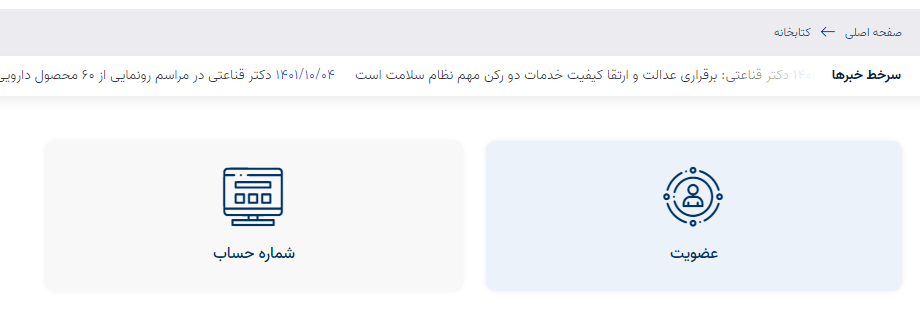 صفحه اصلی ← کتابخانه
سرخط خبرها
دکتر قناعتی: برقراری عدالت و ارتقا کیفیت خدمات دو رکن مهم نظام سلامت است ۱۴۰۱/۱۰/۰۴ دکتر قناعتی در مراسم رونمایی از ۶۰ محصول دارویی
عضویت
شماره حساب